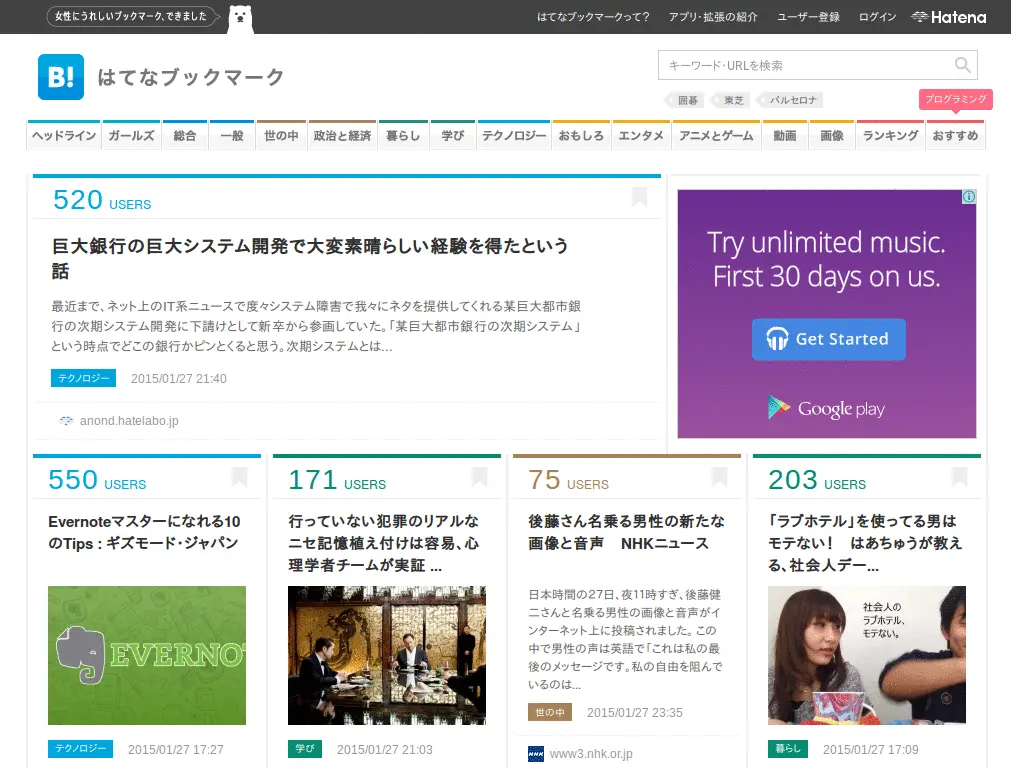 女性にうれしいブックマーク、できました
はてなブックマークって? アプリ・拡張の紹介 ユーザー登録 ログイン Hatena
B! はてなブックマーク
キーワード・URLを検索
囲碁 東芝 バルセロナ
プログラミング
ヘッドライン ガールズ 総合 一般 世の中 政治と経済 暮らし 学び テクノロジー おもしろ エンタメ アニメとゲーム 動画 画像 ランキング おすすめ
520 USERS
巨大銀行の巨大システム開発で大変素晴らしい経験を得たという
話
最近まで、ネット上のIT系ニュースで度々システム障害で我々にネタを提供してくれる某巨大都市銀
行の次期システム開発に下請けとして新卒から参画していた。「某巨大都市銀行の次期システム」
という時点でどこの銀行かピンとくると思う。次期システムとは...
テクノロジー 2015/01/27 21:40
anond.hatelabo.jp
Try unlimited music.
First 30 days on us.
Get Started
Google play
550 USERS
Evernoteマスターになれる10
のTips : ギズモード・ジャパン
EVERNO
テクノロジー 2015/01/27 17:27
171 USERS
行っていない犯罪のリアルな
ニセ記憶植え付けは容易、心
理学者チームが実証 ...
学び 2015/01/27 21:03
75 USERS
後藤さん名乗る男性の新たな
画像と音声　NHKニュース
日本時間の27日、夜11時すぎ、後藤健
二さんと名乗る男性の画像と音声がイ
ンターネット上に投稿されました。この
中で男性の声は英語で「これは私の最
後のメッセージです。私の自由を阻んで
いるのは...
世の中 2015/01/27 23:35
NHK www3.nhk.or.jp
203 USERS
「ラブホテル」を使ってる男は
モテない!　はあちゅうが教え
る、社会人デー...
社会人の
ラブホテル、
モテない。
暮らし 2015/01/27 17:09